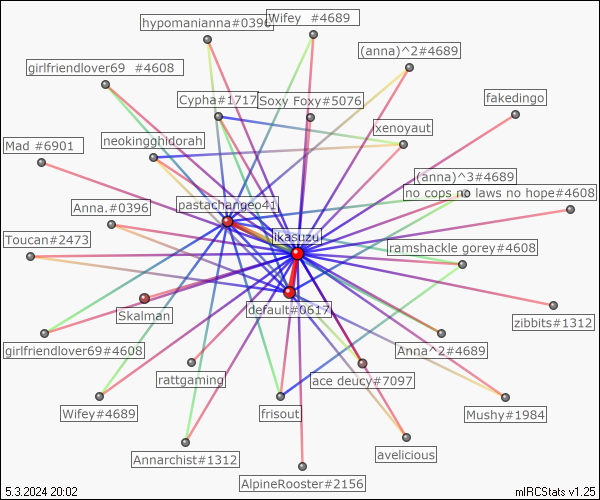 hypomanianna#0396
Wifey  #4689
(anna)^2#4689
girlfriendlover69  #4608
Cypha#1717
Soxy Foxy#5076
fakedingo
xenoyaut
neokingghidorah
Mad #6901
(anna)^3#4689
no cops no laws no hope#4608
pastachangeo41
Anna.#0396
ikasuzu
Toucan#2473
ramshackle gorey#4608
default#0617
Skalman
zibbits#1312
girlfriendlover69#4608
Anna^2#4689
rattgaming
ace deucy#7097
Wifey#4689
frisout
Mushy#1984
Annarchist#1312
avelicious
AlpineRooster#2156
5.3.2024 20:02
mIRCStats v1.25